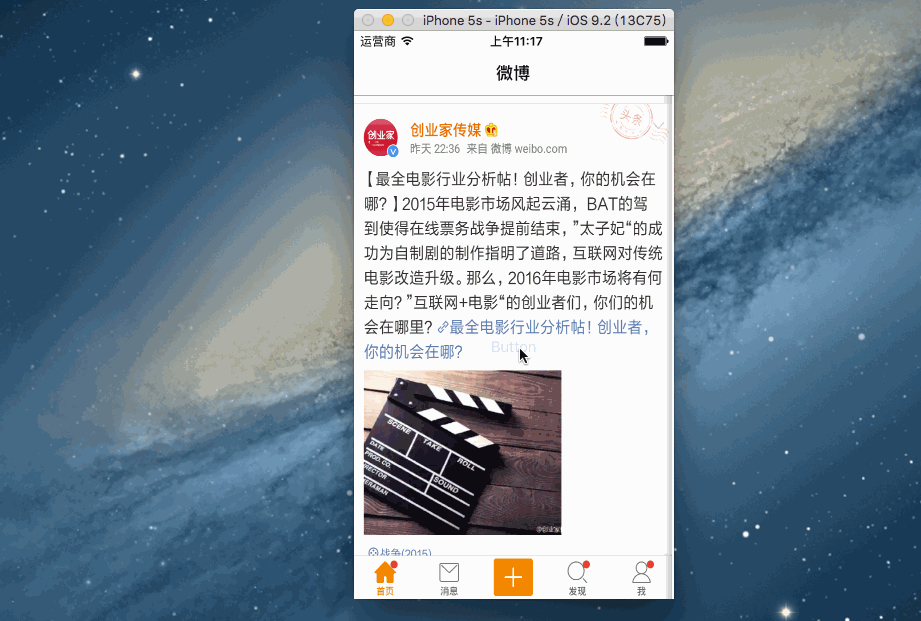 iPhone 5s - iPhone 5s / iOS 9.2 (13C75)
运营商 上午11:17
微博
头条
创业家
创业家传媒
昨天 22:36 来自 微博 weibo.com
【最全电影行业分析帖！创业者，你的机会在
哪？】2015年电影市场风起云涌，BAT的驾
到使得在线票务战争提前结束，”太子妃“的成
功为自制剧的制作指明了道路，互联网对传统
电影改造升级。那么，2016年电影市场将有何
走向？”互联网+电影“的创业者们，你们的机
会在哪里？最全电影行业分析帖！创业者，
你的机会在哪？
Button
SCENE TAKE ROLL
DATE SOUND
PROD. CO.
DIRECTOR
CAMERAMAN
战争(2015)
首页 消息 发现 我